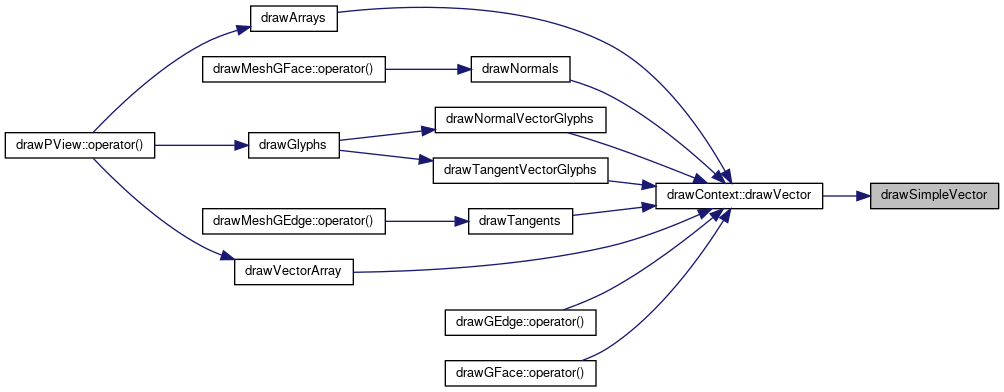 drawArrays
drawMeshGFace::operator()
drawNormals
drawNormalVectorGlyphs
drawPView::operator()
drawGlyphs
drawTangentVectorGlyphs
drawContext::drawVector
drawSimpleVector
drawMeshGEdge::operator()
drawTangents
drawVectorArray
drawGEdge::operator()
drawGFace::operator()